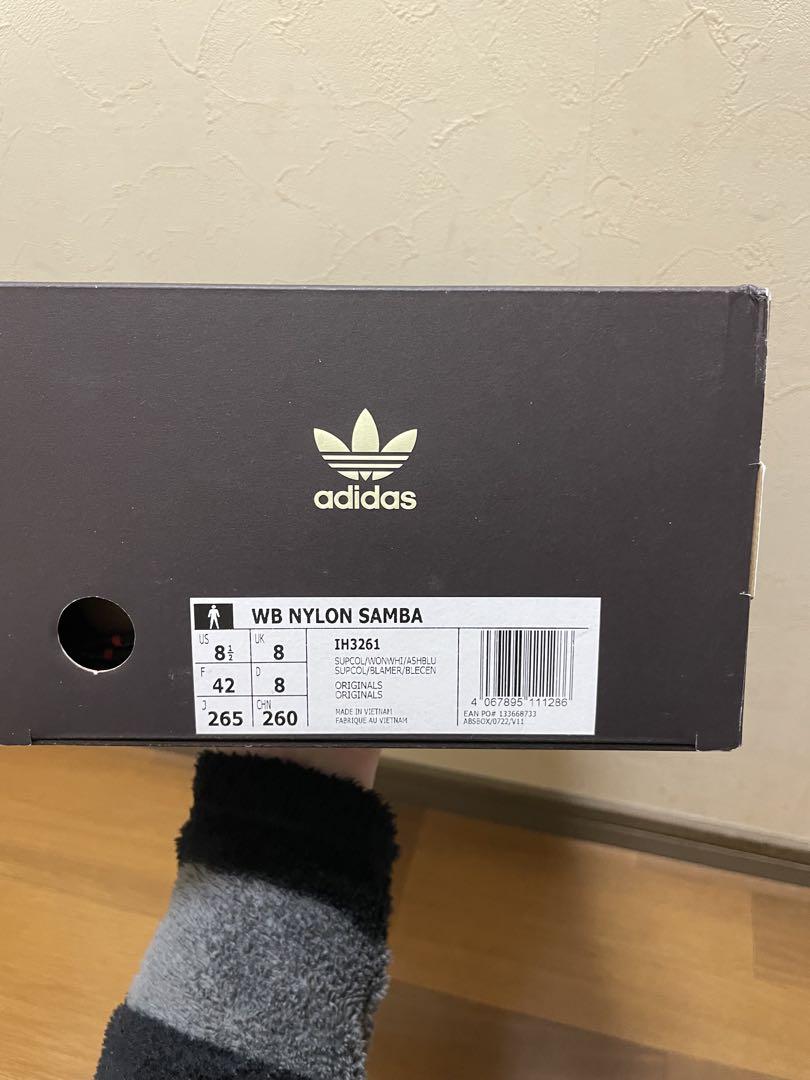 adidas
WB NYLON SAMBA
US 8½ UK 8
F 42 D 8
J 265 CHN 260
IH3261
SUPCOL/WONWHI/ASHBLU
SUPCOL/BLAMER/BLECEN
ORIGINALS
ORIGINALS
MADE IN VIETNAM
FABRIQUE AU VIETNAM
4 067895 111286
EAN PO# 133668733
ABSBOX/0722/V11